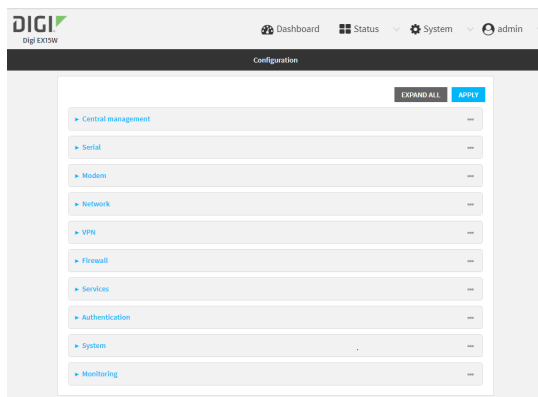 DIGI
Digi EX15W
Dashboard Status System admin
Configuration
EXPAND ALL APPLY
Central management
Serial
Modem
Network
VPN
Firewall
Services
Authentication
System
Monitoring